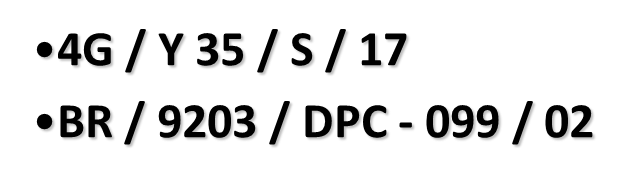 •4G / Y 35 / S / 17
•BR / 9203 / DPC - 099 / 02